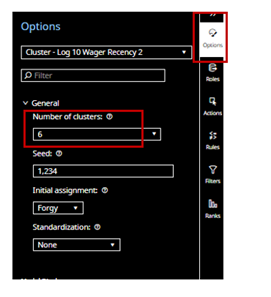 Options
Cluster - Log 10 Wager Recency 2
Filter
General
Number of clusters:
6
Seed:
1,234
Initial assignment:
Forgy
Standardization:
None
Options
Roles
Actions
Rules
Filters
Ranks